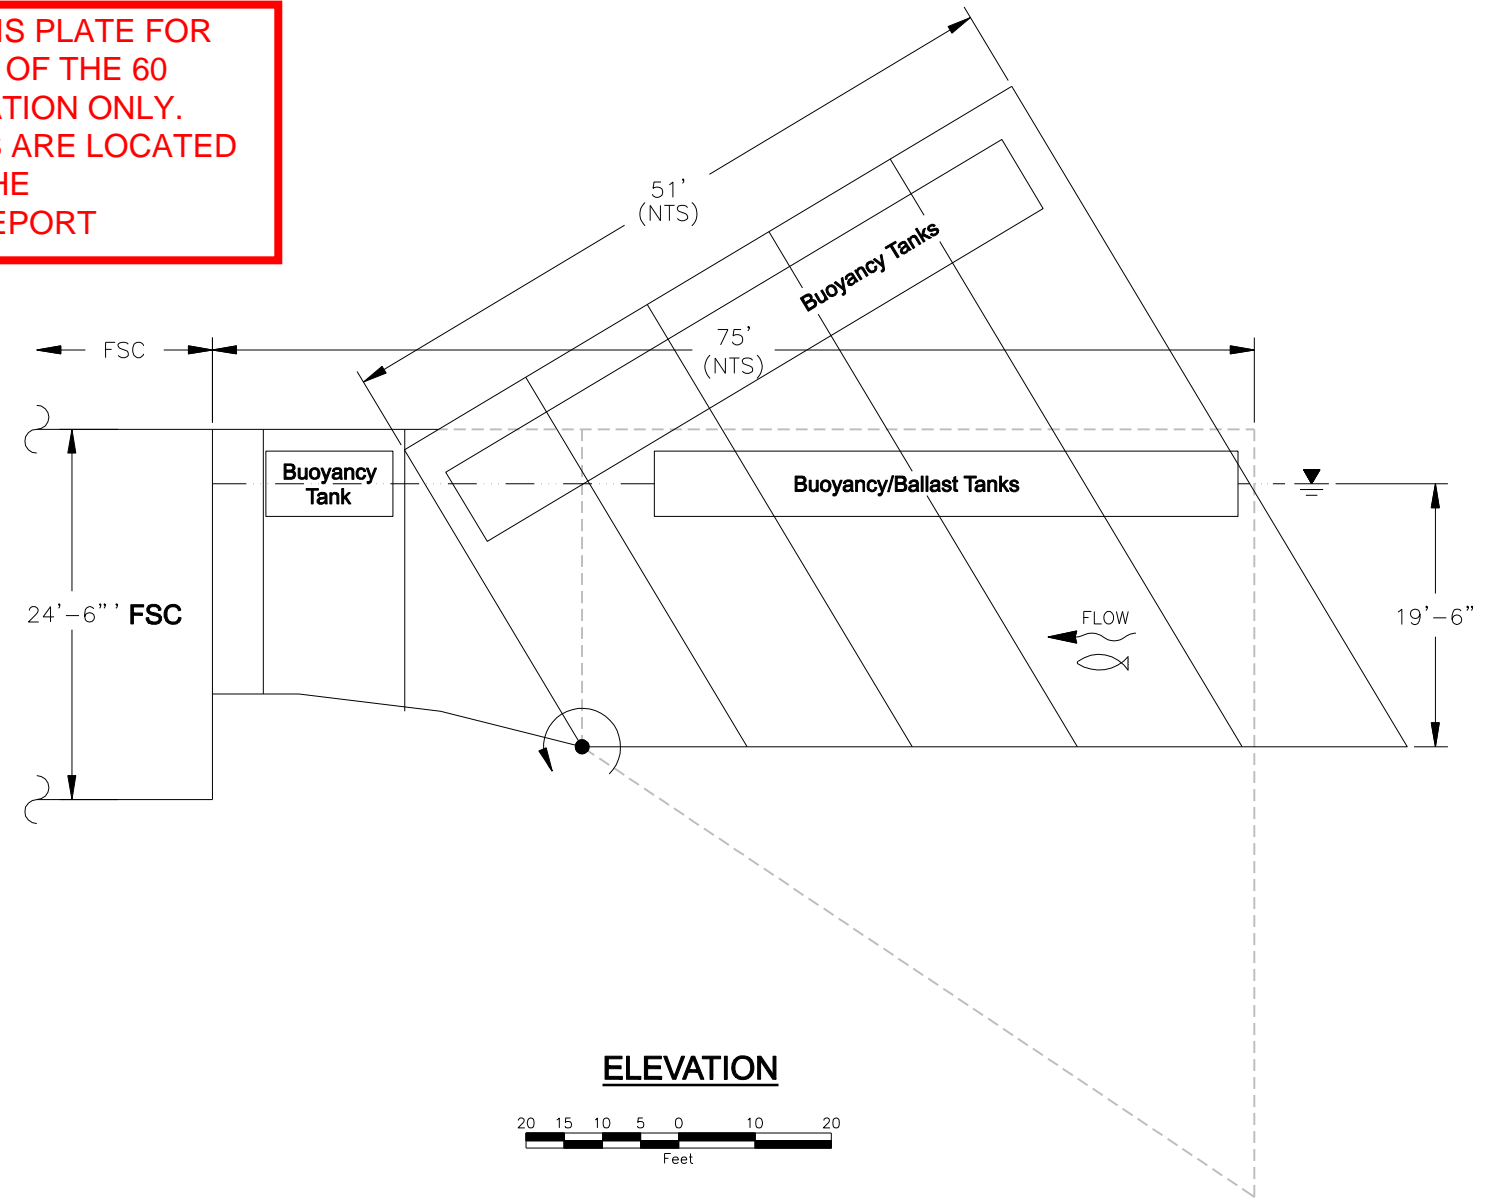 IS PLATE FOR
OF THE 60
ATION ONLY.
S ARE LOCATED
HE
EPORT
51'
(NTS)
Buoyancy Tanks
FSC
75'
(NTS)
Buoyancy
Tank
Buoyancy/Ballast Tanks
24'-6"' FSC
FLOW
19'-6"
ELEVATION
20 15 10 5 0 10 20
Feet